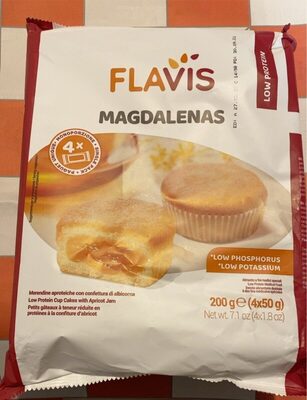 FLAVIS
LOW PROTEIN
MAGDALENAS
4x
MONOPORZIONI
*LOW PHOSPHORUS
*LOW POTASSIUM
Merendine aproteiche con confettura di albicocca
Low Protein Cup Cakes with Apricot Jam
Petits gâteaux à teneur réduite en
protéines à la confiture d'abricot
200 g e (4x50 g)
Net wt. 7.1 oz (4x1.8 oz)